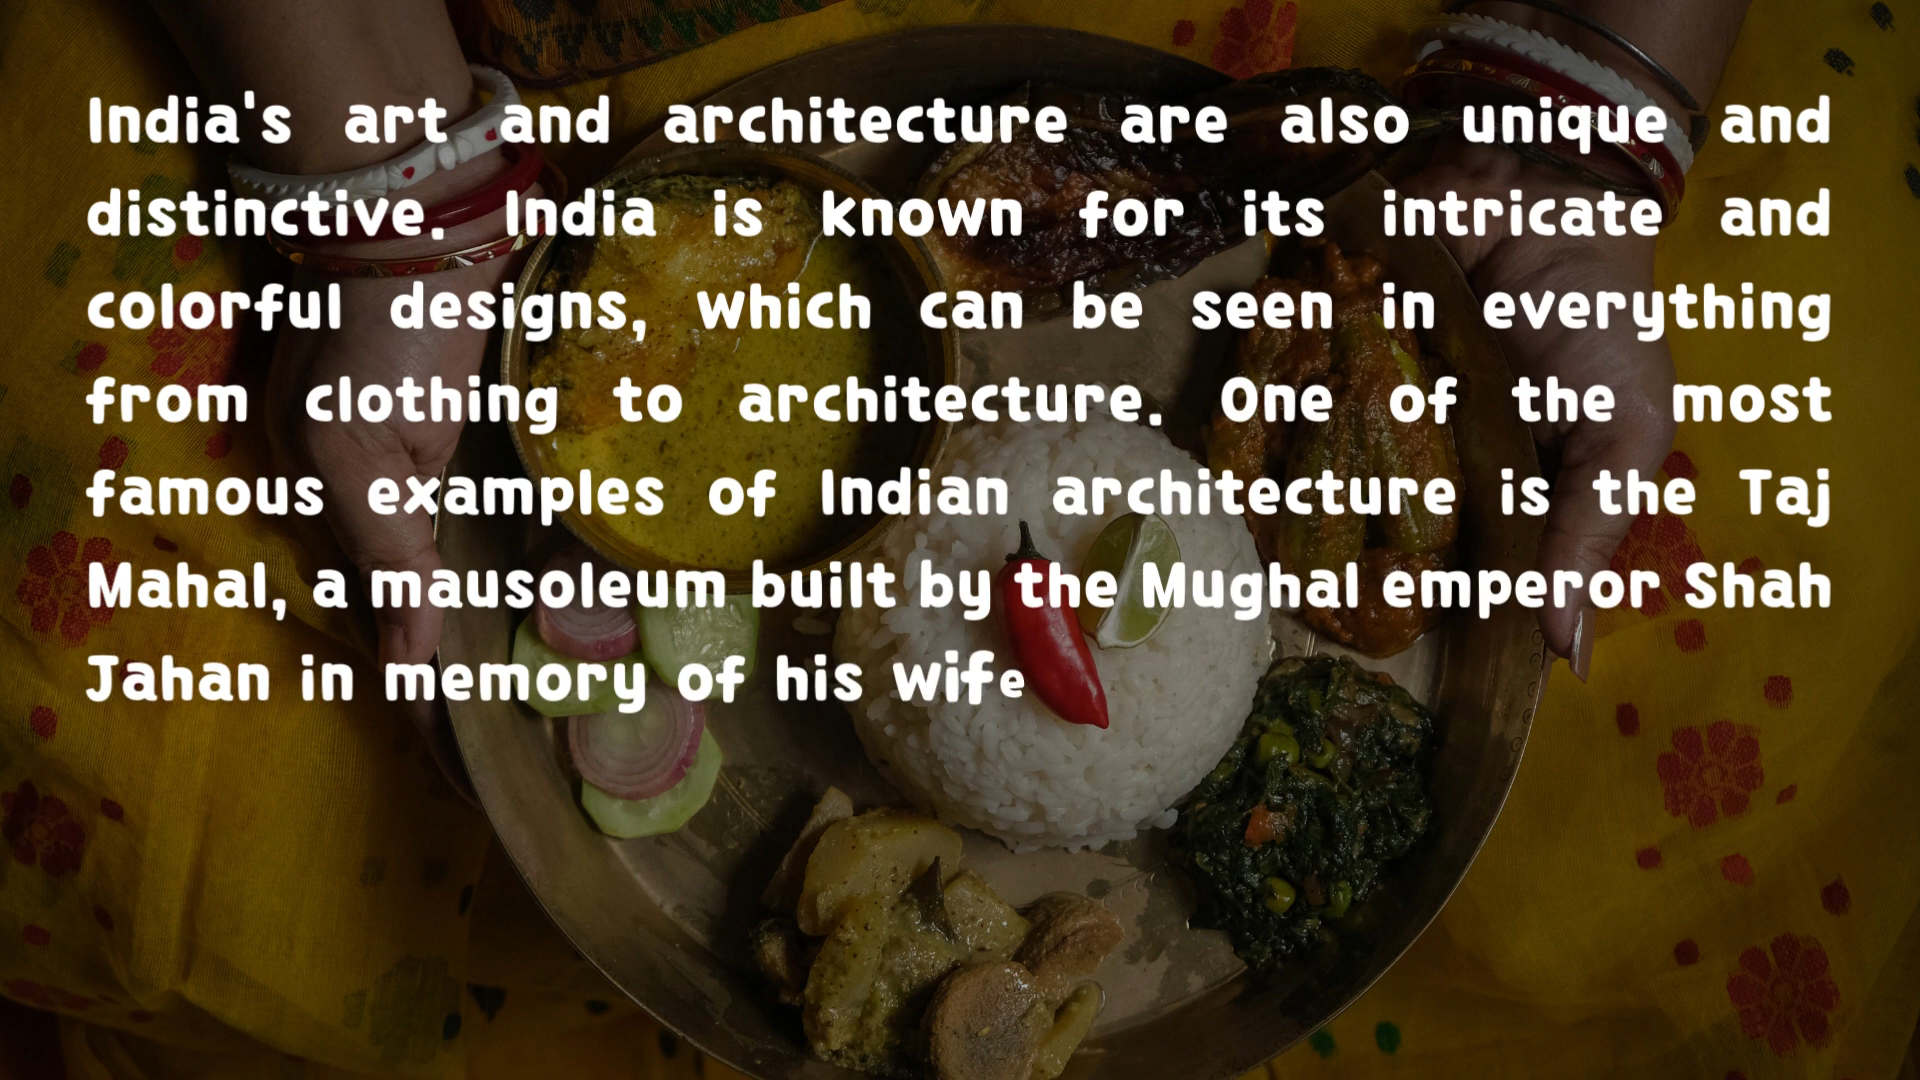 India's art and architecture are also unique and
distinctive. India is known for its intricate and
colorful designs, which can be seen in everything
from clothing to architecture. One of the most
famous examples of Indian architecture is the Taj
Mahal, a mausoleum built by the Mughal emperor Shah
Jahan in memory of his wife